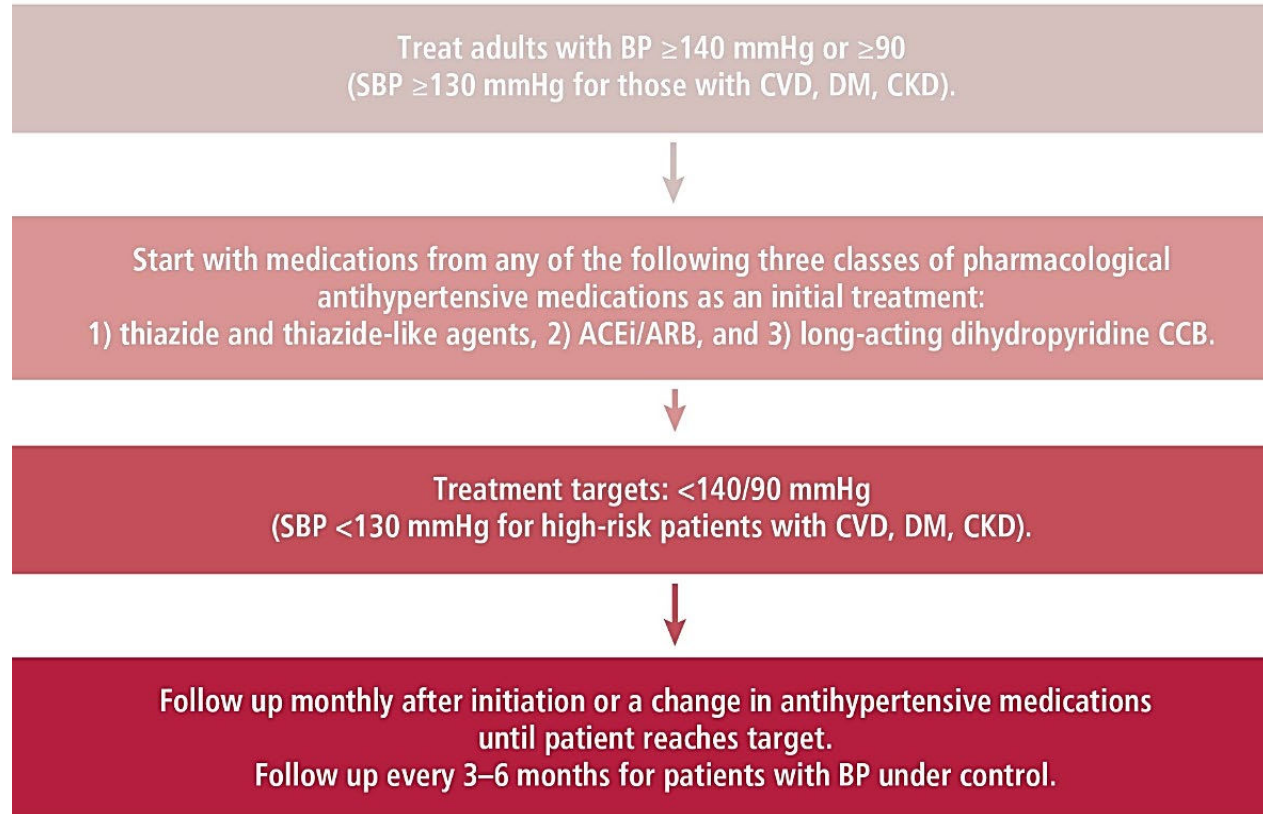 Treat adults with BP ≥140 mmHg or ≥90
(SBP ≥130 mmHg for those with CVD, DM, CKD).
Start with medications from any of the following three classes of pharmacological
antihypertensive medications as an initial treatment:
1) thiazide and thiazide-like agents, 2) ACEi/ARB, and 3) long-acting dihydropyridine CCB.
Treatment targets: <140/90 mmHg
(SBP <130 mmHg for high-risk patients with CVD, DM, CKD).
Follow up monthly after initiation or a change in antihypertensive medications
until patient reaches target.
Follow up every 3–6 months for patients with BP under control.